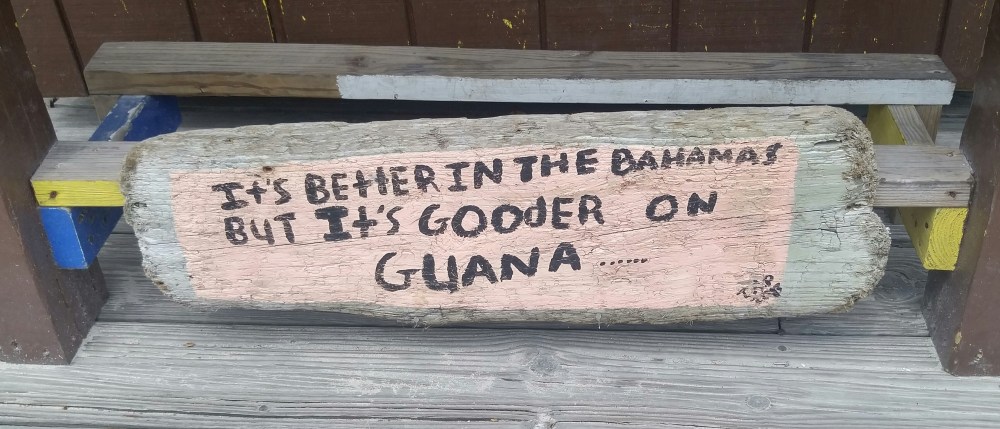 It's BEttER IN THE BAHAMAS
BUT It'S GOOdER ON
GUANA ......